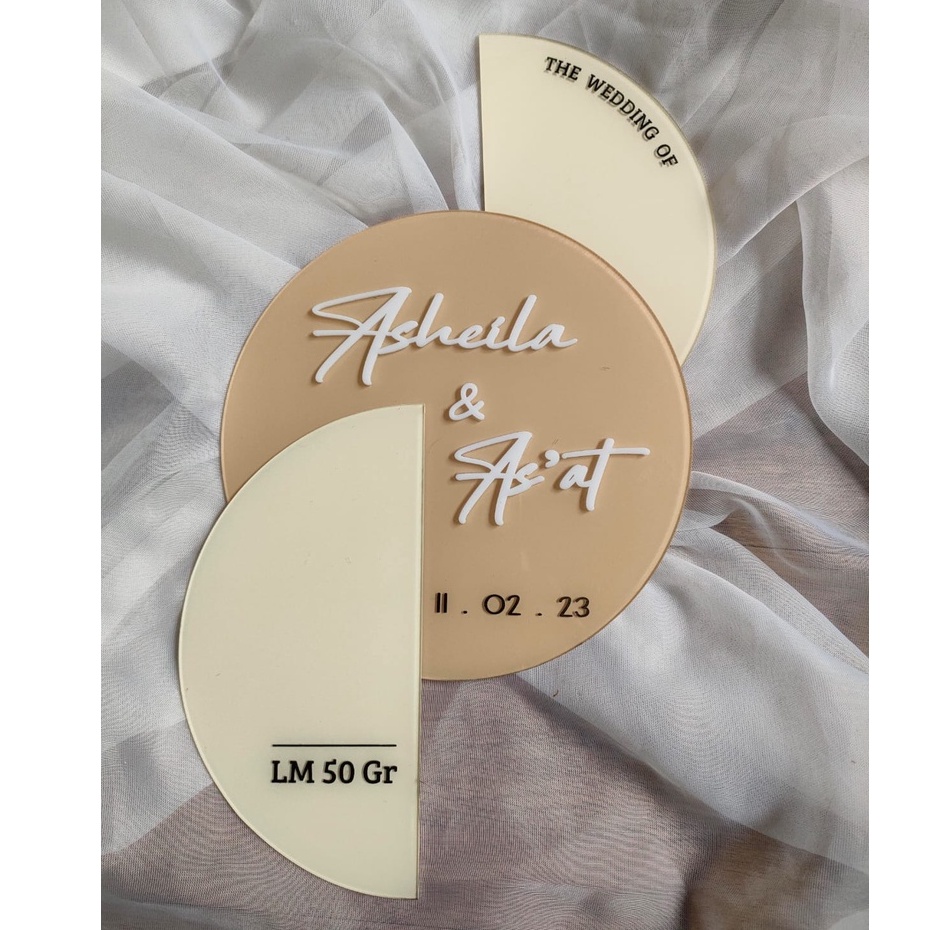 THE WEDDING OF
Asheila
&
As'at
11 . 02 . 23
LM 50 Gr